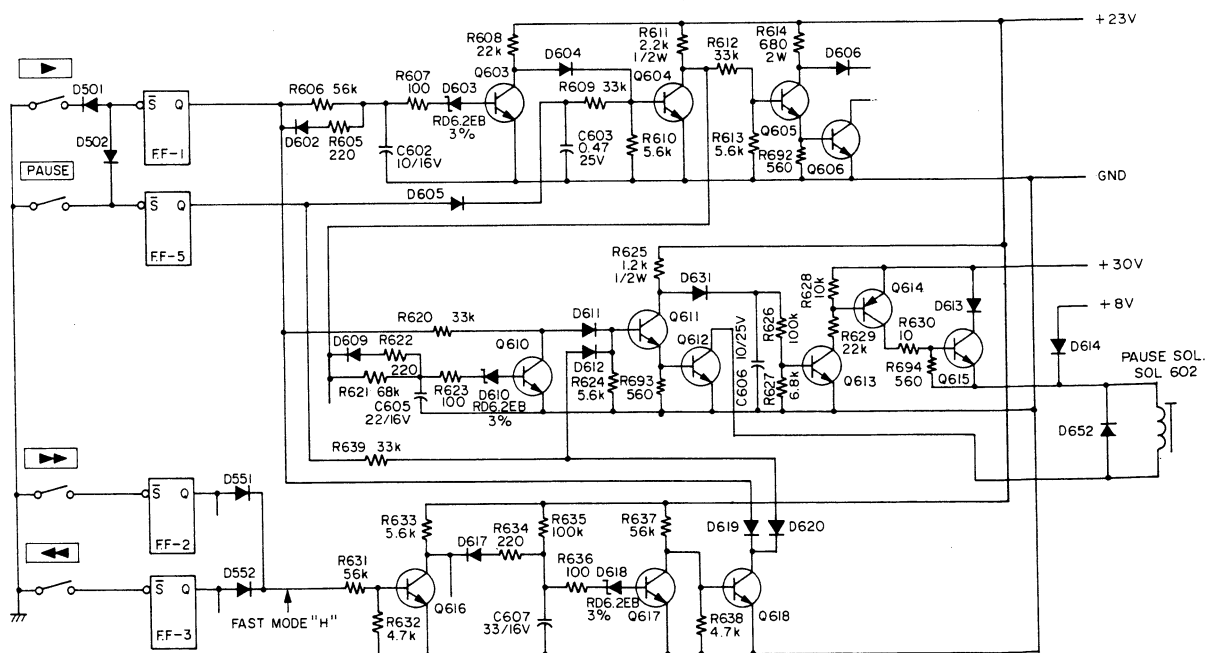 +23V
R608
22k
D604
R611
2.2k
1/2W
R612
33k
R614
680
2W
D606
▶
D501
S Q
F.F-1
D502
PAUSE
S Q
F.F-5
R606 56k
D602 R605
220
C602
10/16V
R607
100
D603
RD6.2EB
3%
Q603
R609 33k
C603
0.47
25V
Q604
R610
5.6k
R613
5.6k
Q605
R692
560
Q606
GND
D605
R625
1.2k
1/2W
D631
R628
10k
Q614
+30V
D613
+8V
R620 33k
D611
Q611
D609 R622
220
Q610
D612
Q612
R626
100k
R629
22k
R630
10
D614
PAUSE SOL.
SOL 602
R621 68k
C605
22/16V
R623
100
D610
RD6.2EB
3%
R624
5.6k
R693
560
C606 10/25V
R627
6.8k
Q613
R694
560
Q615
D652
R639 33k
▶▶
D551
S Q
F.F-2
◀◀
D552
S Q
F.F-3
FAST MODE "H"
R631
56k
R632
4.7k
R633
5.6k
Q616
D617 R634
220
R635
100k
R636
100
D618
RD6.2EB
3%
C607
33/16V
R637
56k
Q617
R638
4.7k
Q618
D619 D620